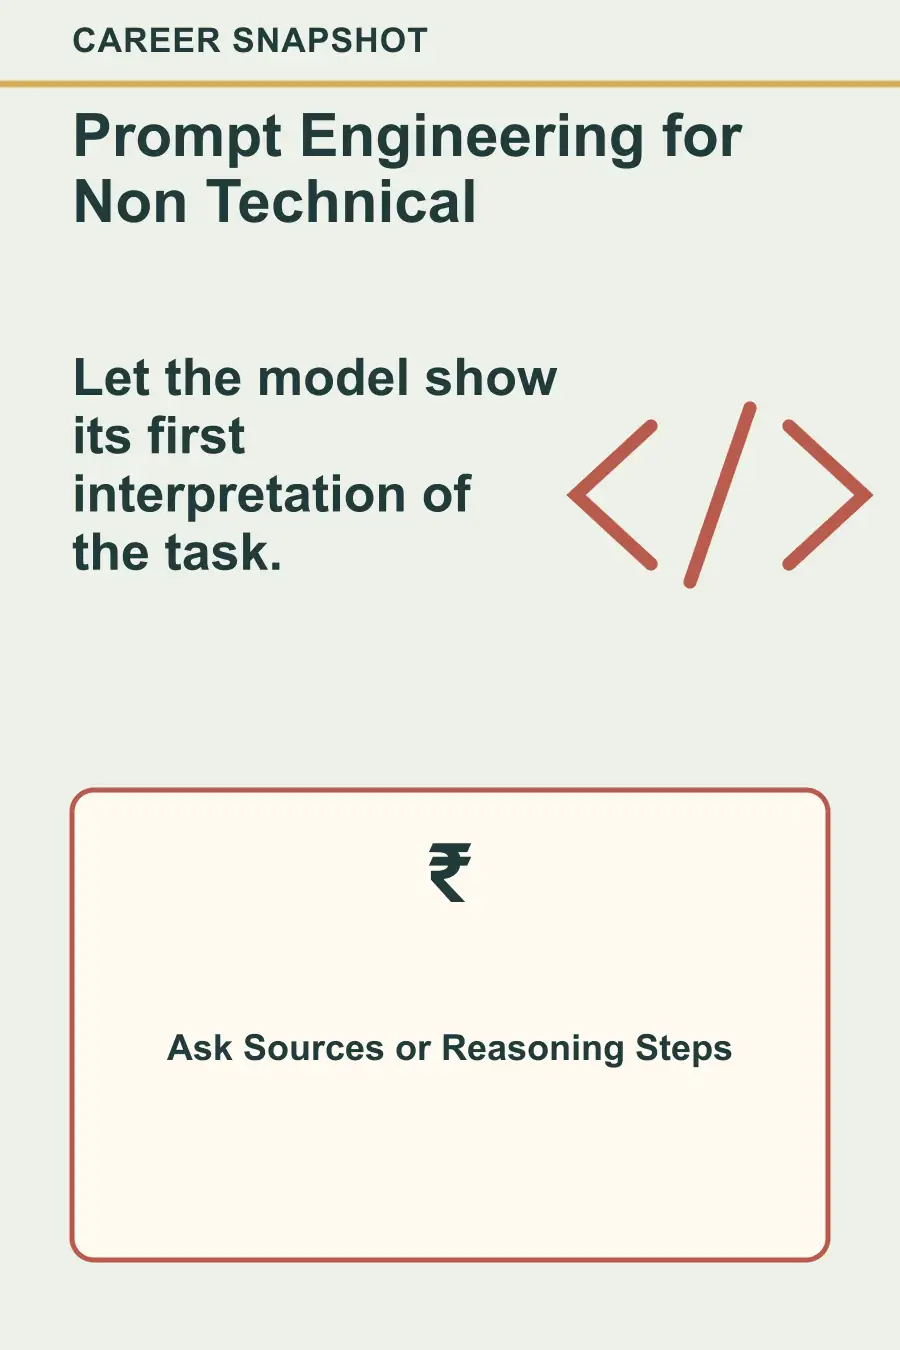 CAREER SNAPSHOT
Prompt Engineering for
Non Technical
Let the model show
its first
interpretation of
the task.
</>
₹
Ask Sources or Reasoning Steps